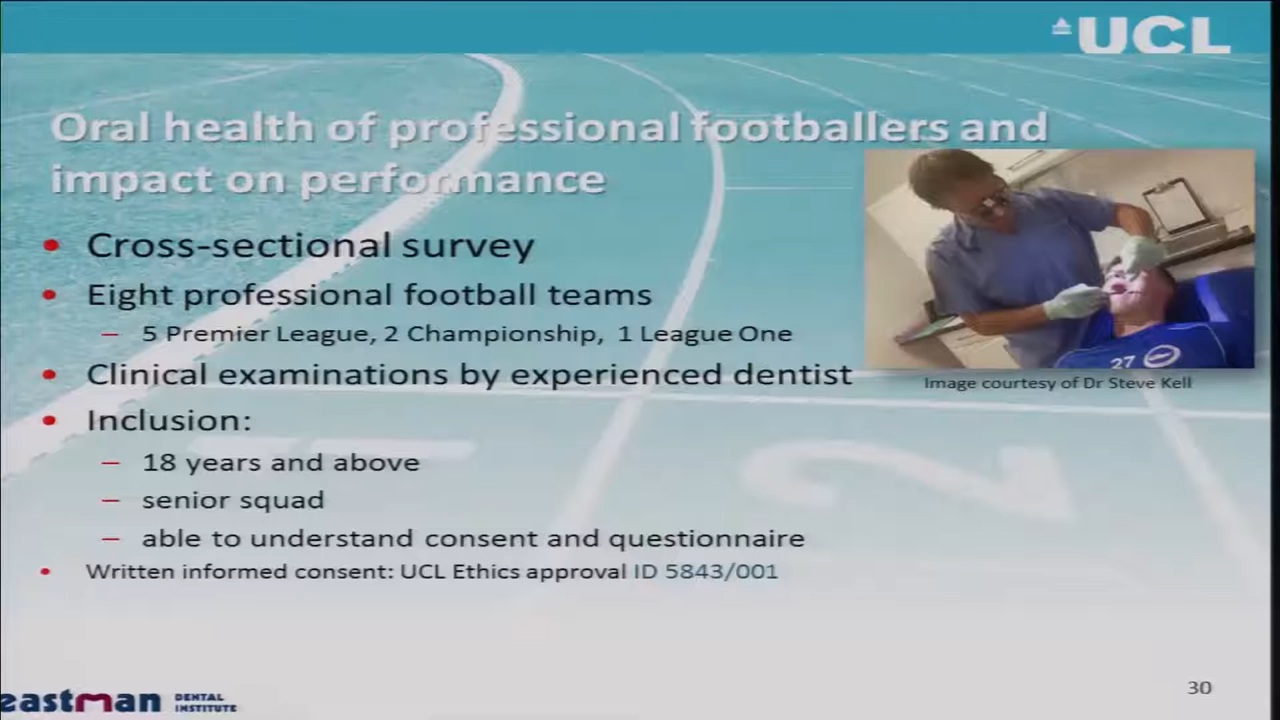 UCL
Oral health of professional footballers and
impact on performance
• Cross-sectional survey
• Eight professional football teams
– 5 Premier League, 2 Championship, 1 League One
• Clinical examinations by experienced dentist
Image courtesy of Dr Steve Kell
• Inclusion:
– 18 years and above
– senior squad
– able to understand consent and questionnaire
• Written informed consent: UCL Ethics approval ID 5843/001
27
2
30
eastman DENTAL
INSTITUTE